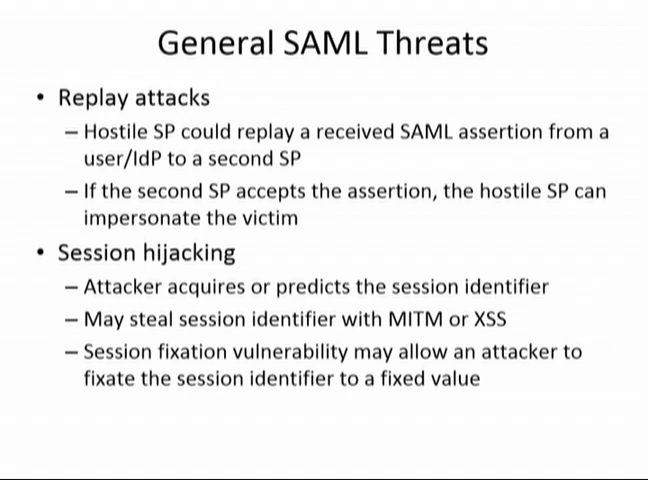 General SAML Threats
• Replay attacks
– Hostile SP could replay a received SAML assertion from a
user/IdP to a second SP
– If the second SP accepts the assertion, the hostile SP can
impersonate the victim
• Session hijacking
– Attacker acquires or predicts the session identifier
– May steal session identifier with MITM or XSS
– Session fixation vulnerability may allow an attacker to
fixate the session identifier to a fixed value